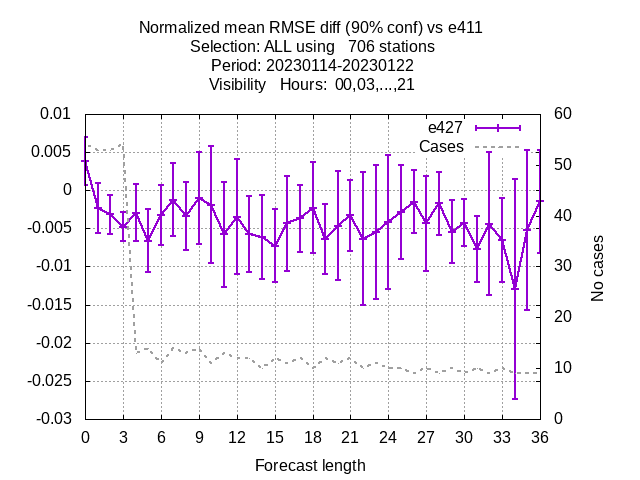 Normalized mean RMSE diff (90% conf) vs e411
Selection: ALL using   706 stations
Period: 20230114-20230122
Visibility   Hours:  00,03,...,21
0.01
0.005
0
-0.005
-0.01
-0.015
-0.02
-0.025
-0.03
e427
Cases
60
50
40
30
20
10
0
No cases
0 3 6 9 12 15 18 21 24 27 30 33 36
Forecast length